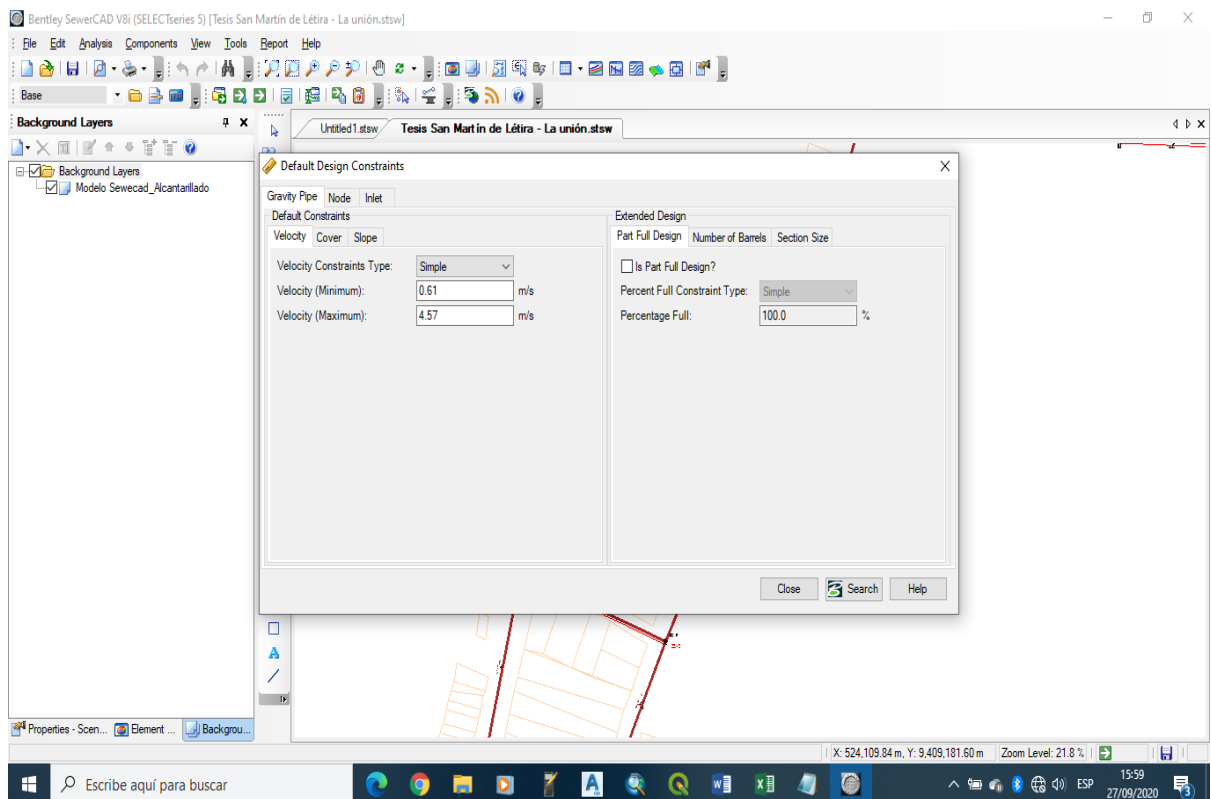 Bentley SewerCAD V8i (SELECTseries 5) [Tesis San Martín de Létira - La unión.stsw]
File Edit Analysis Components View Tools Report Help
Base
Background Layers
Untitled1.stsw Tesis San Martín de Létira - La unión.stsw
Background Layers
Modelo Sewecad_Alcantarillado
Default Design Constraints
Gravity Pipe Node Inlet
Default Constraints
Velocity Cover Slope
Velocity Constraints Type: Simple
Velocity (Minimum): 0.61 m/s
Velocity (Maximum): 4.57 m/s
Extended Design
Part Full Design Number of Barrels Section Size
Is Part Full Design?
Percent Full Constraint Type: Simple
Percentage Full: 100.0 %
Close Search Help
Properties - Scen... Element ... Backgrou...
X: 524,109.84 m, Y: 9,409,181.60 m Zoom Level: 21.8 %
Escribe aquí para buscar
ESP
15:59
27/09/2020
3